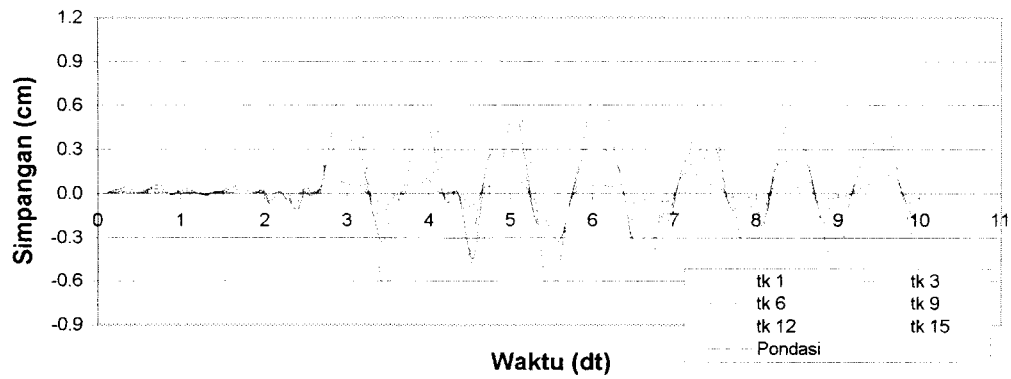 Simpangan (cm)
1.2
0.9
0.6
0.3
0.0
-0.3
-0.6
-0.9
0 1 2 3 4 5 6 7 8 9 10 11
tk 1 tk 3
tk 6 tk 9
tk 12 tk 15
Pondasi
Waktu (dt)